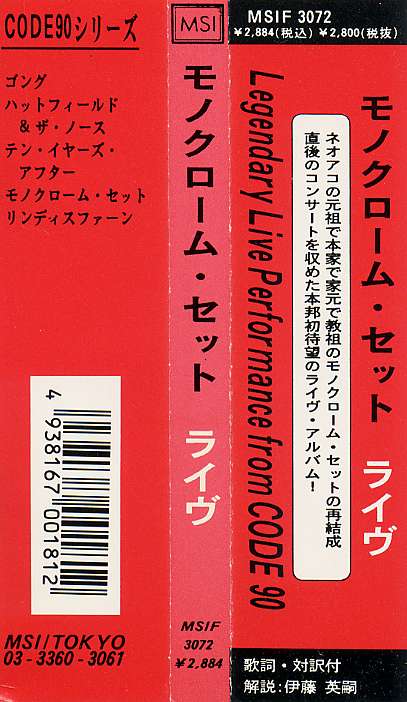 CODE90シリーズ
ゴング
ハットフィールド
&ザ・ノース
テン・イヤーズ・
アフター
モノクローム・セット
リンディスファーン
4 938167 001812
MSI/TOKYO
03-3360-3061
MSI
モノクローム・セット ライヴ
MSIF
3072
¥2,884
MSIF 3072
¥2,884(税込) ¥2,800(税抜)
モノクローム・セット ライヴ
ネオアコの元祖で本家で家元で教祖のモノクローム・セットの再結成
直後のコンサートを収めた本邦初待望のライヴ・アルバム!
Legendary Live Performance from CODE 90
歌詞・対訳付
解説:伊藤 英嗣